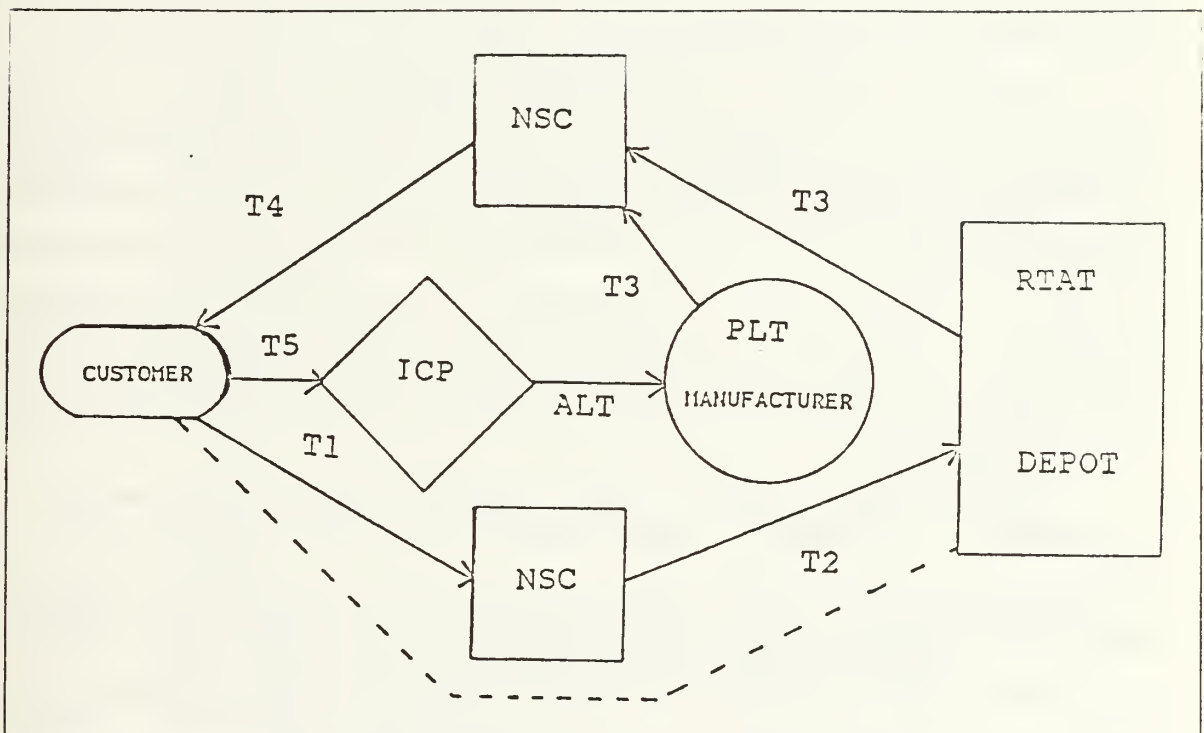 NSC
T4
T3
T3
RTAT
T5
ICP
PLT
CUSTOMER
ALT
MANUFACTURER
T1
DEPOT
NSC
T2